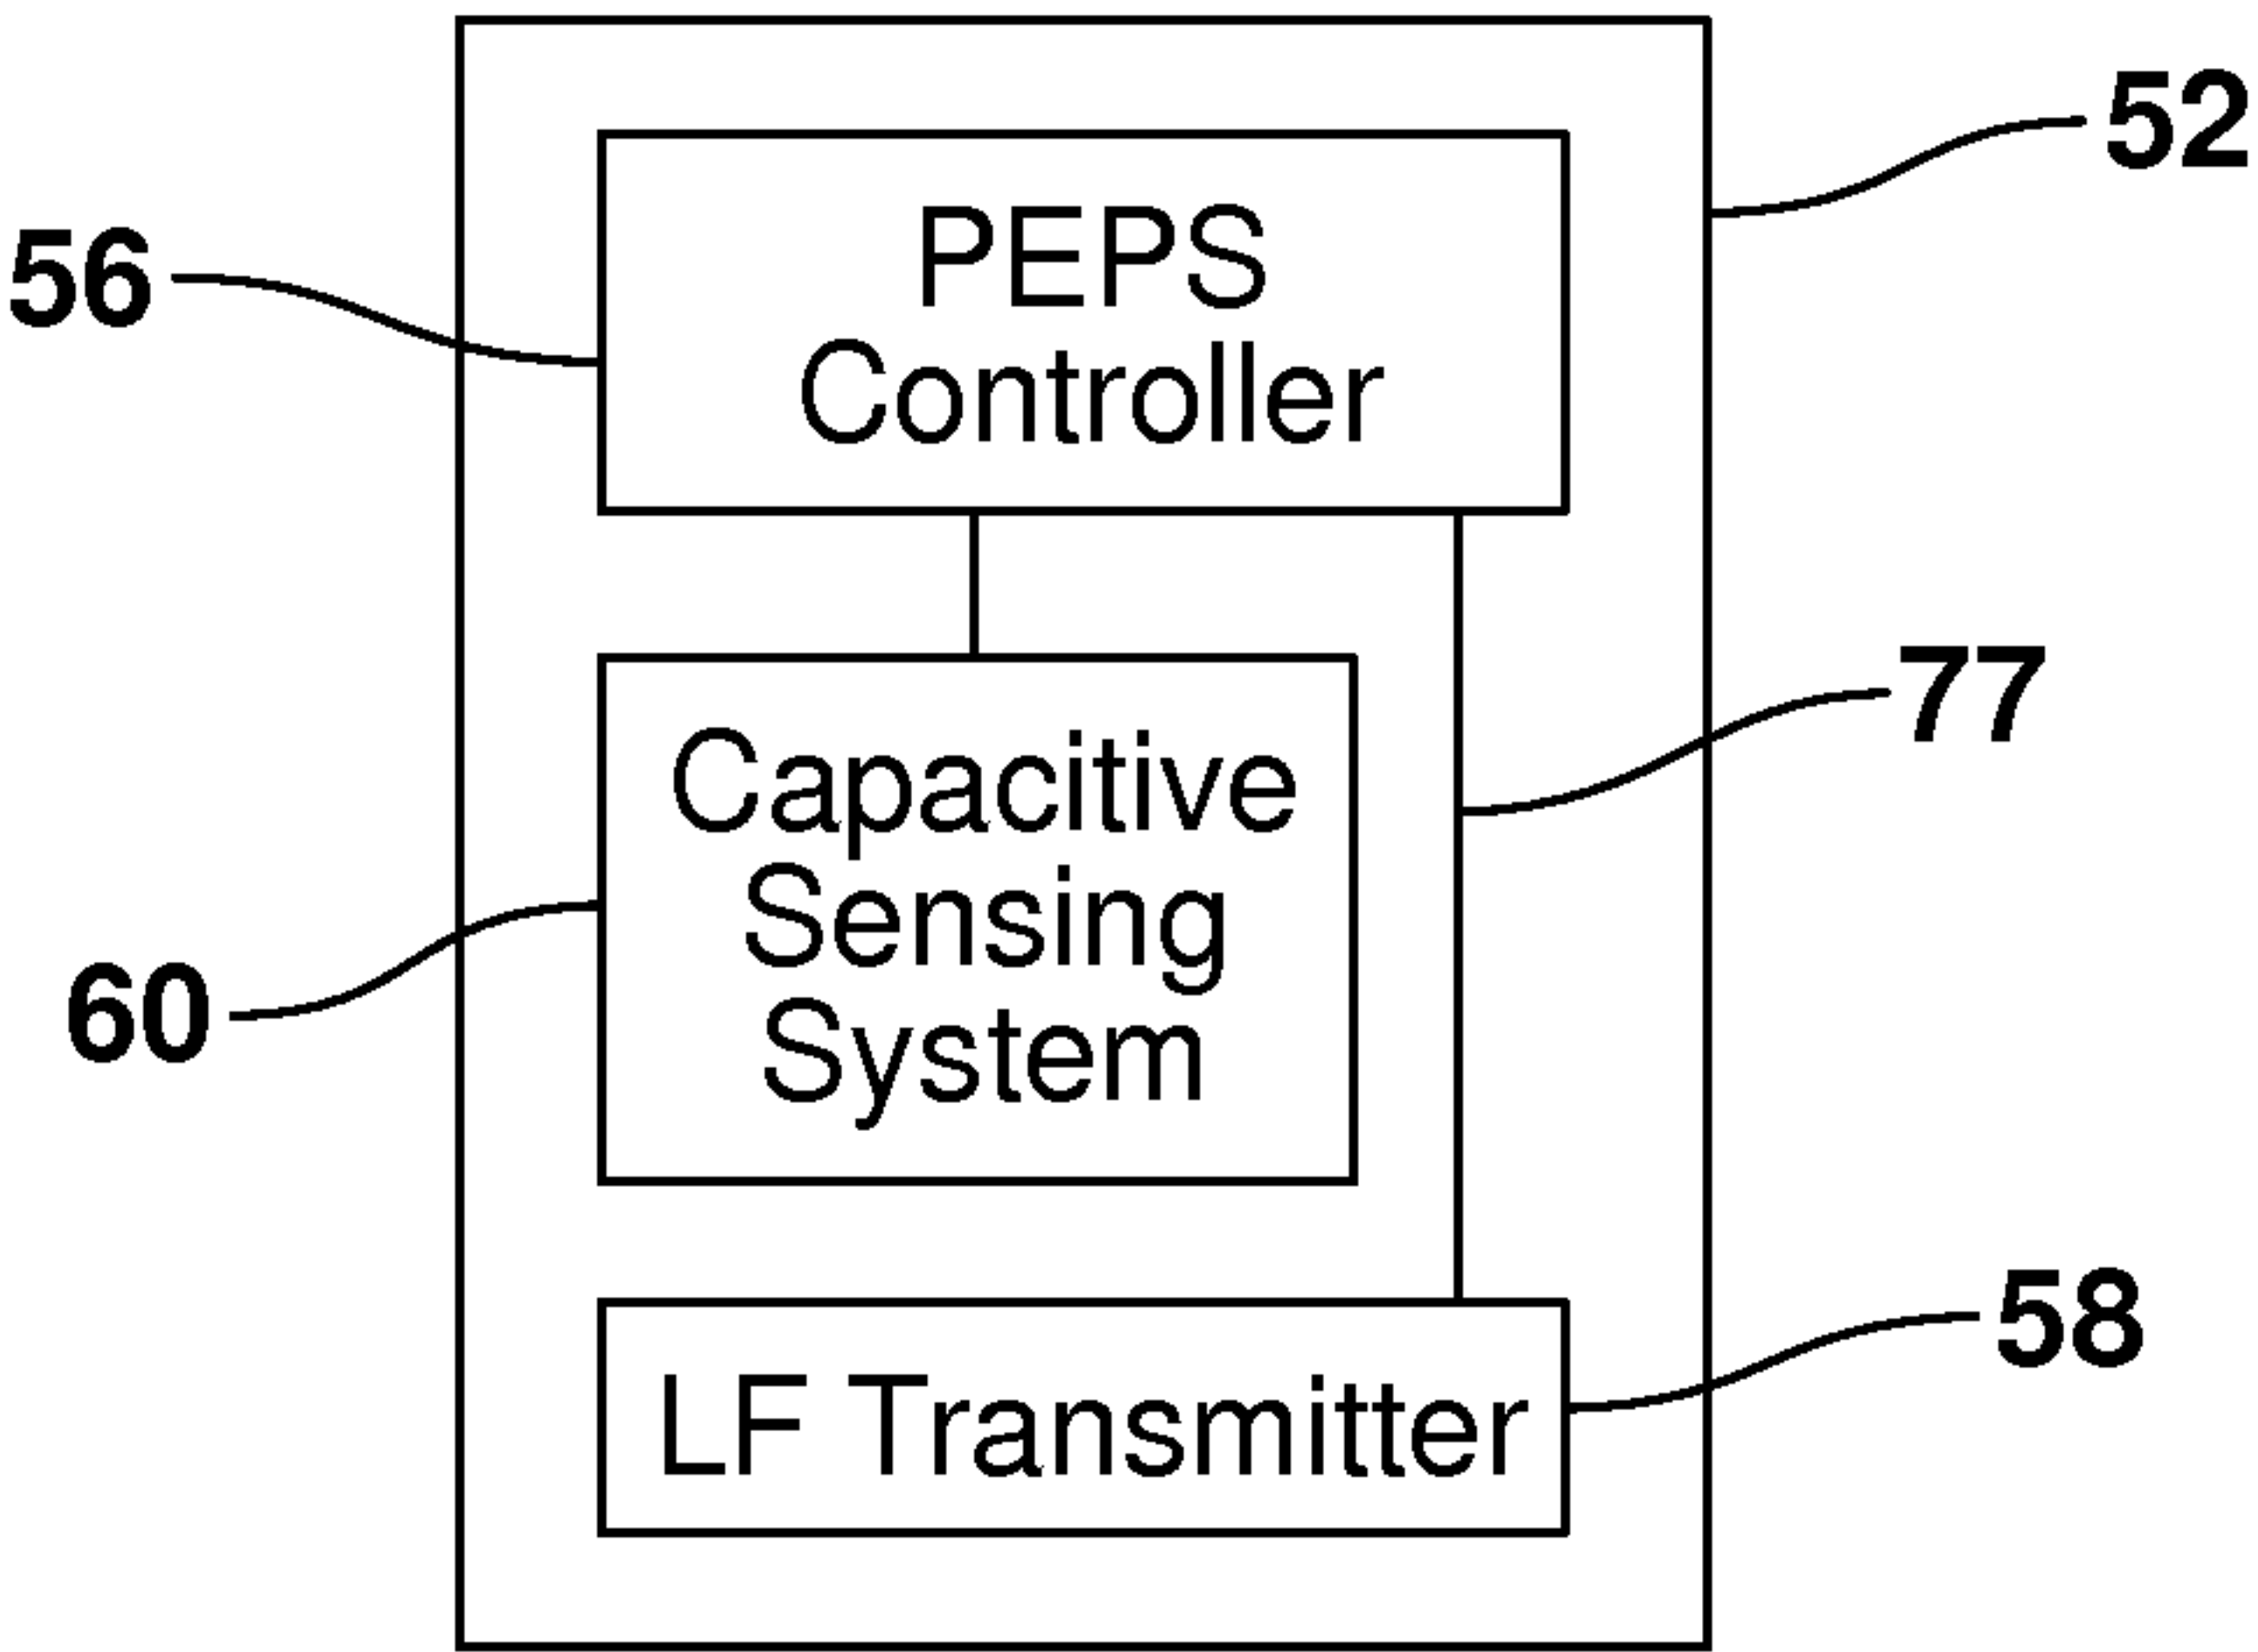 52
PEPS
Controller
56
77
Capacitive
Sensing
System
60
58
LF Transmitter